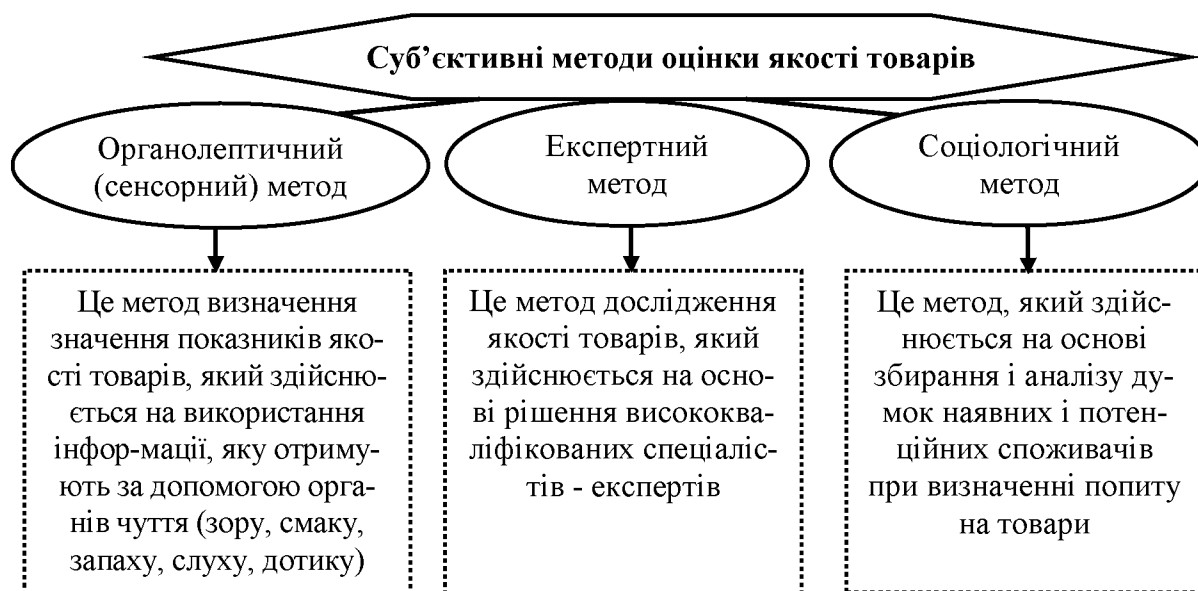 Суб’єктивні методи оцінки якості товарів
Органолептичний
(сенсорний) метод
Експертний
метод
Соціологічний
метод
Це метод визначення
значення показників яко-
сті товарів, який здійсню-
ється на використання
інфор-мації, яку отриму-
ють за допомогою орга-
нів чуття (зору, смаку,
запаху, слуху, дотику)
Це метод дослідження
якості товарів, який
здійснюється на осно-
ві рішення висококва-
ліфікованих спеціаліс-
тів - експертів
Це метод, який здійс-
нюється на основі
збирання і аналізу ду-
мок наявних і потен-
ційних споживачів
при визначенні попиту
на товари